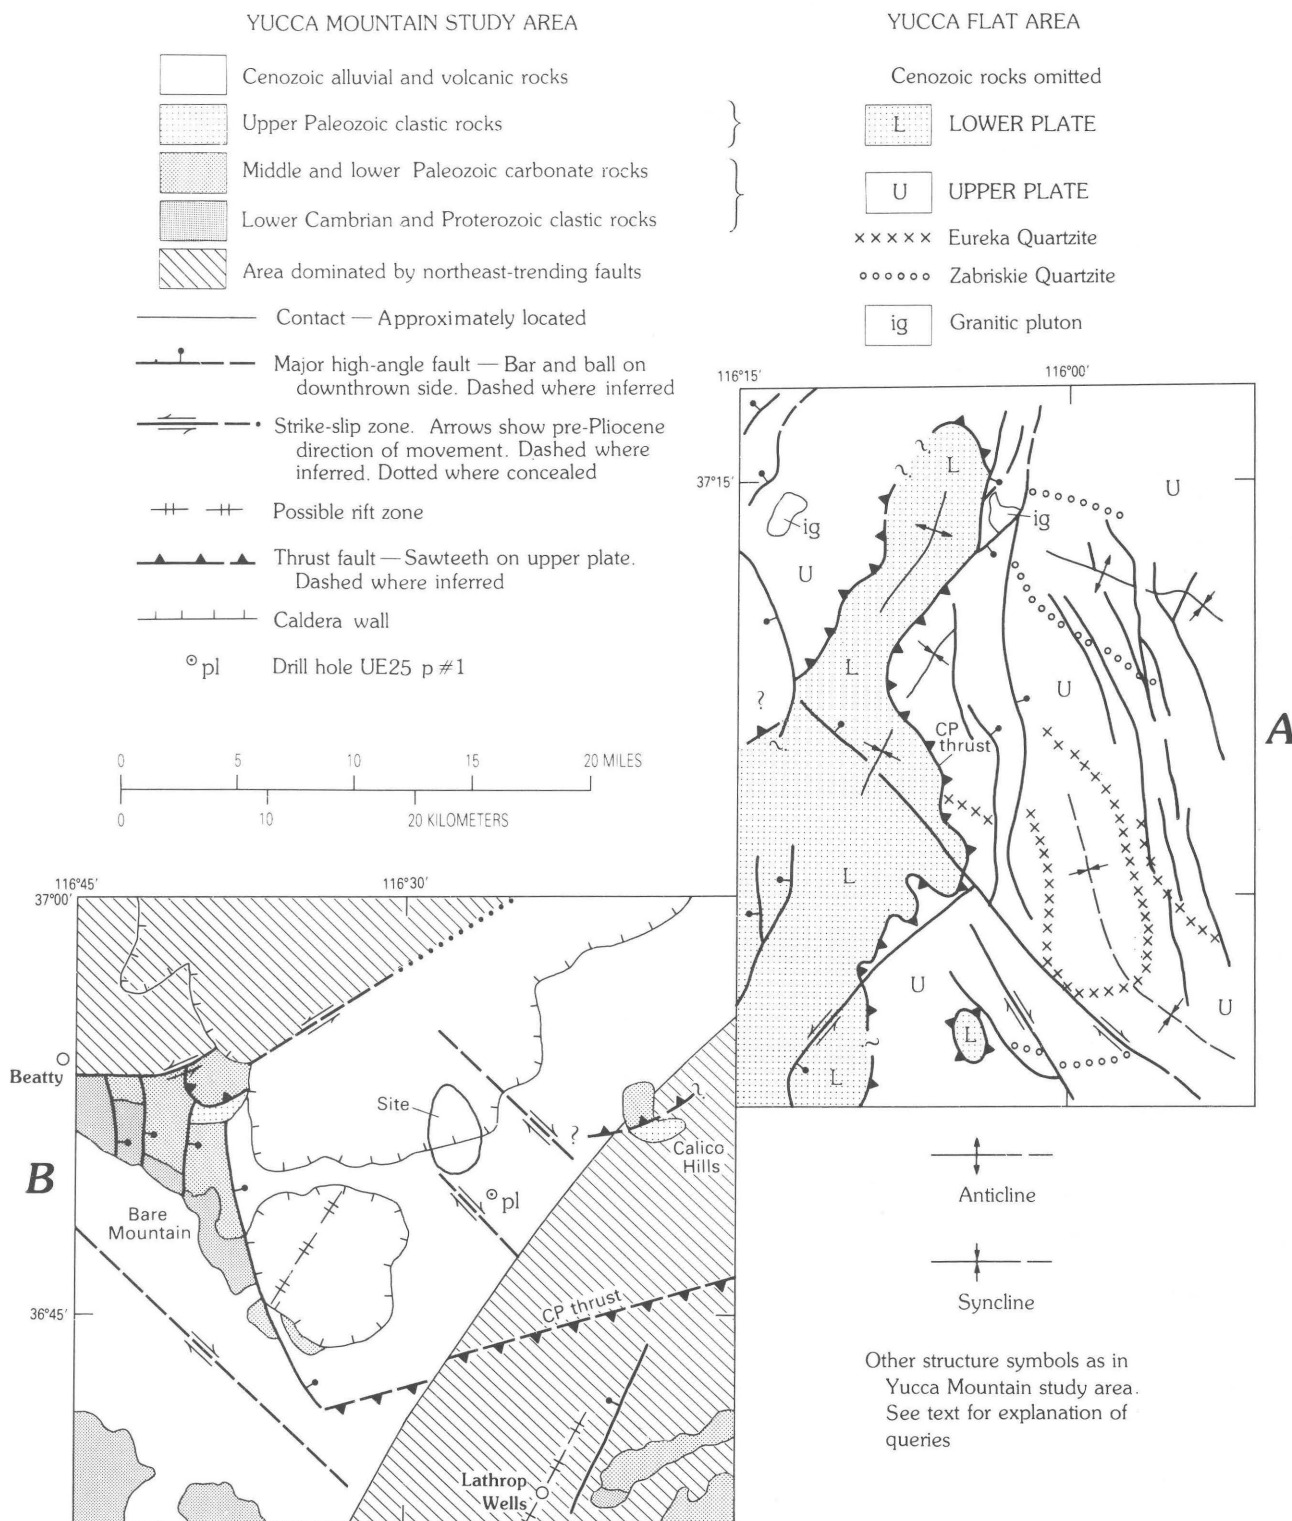 YUCCA MOUNTAIN STUDY AREA
Cenozoic alluvial and volcanic rocks
Upper Paleozoic clastic rocks
Middle and lower Paleozoic carbonate rocks
Lower Cambrian and Proterozoic clastic rocks
Area dominated by northeast-trending faults
Contact — Approximately located
Major high-angle fault — Bar and ball on
downthrown side. Dashed where inferred
Strike-slip zone. Arrows show pre-Pliocene
direction of movement. Dashed where
inferred. Dotted where concealed
Possible rift zone
Thrust fault — Sawteeth on upper plate.
Dashed where inferred
Caldera wall
pl Drill hole UE25 p #1
YUCCA FLAT AREA
Cenozoic rocks omitted
L LOWER PLATE
U UPPER PLATE
Eureka Quartzite
Zabriskie Quartzite
ig Granitic pluton
0 5 10 15 20 MILES
0 10 20 KILOMETERS
116°15' 116°00'
37°15'
L
U
ig
ig
U
U
L
?
?
?
?
CP
thrust
L
U
U
L
L
?
A
116°45' 116°30'
37°00'
Beatty
Site
?
?
Calico
Hills
pl
B
Bare
Mountain
36°45'
CP thrust
Lathrop
Wells
Anticline
Syncline
Other structure symbols as in
Yucca Mountain study area.
See text for explanation of
queries